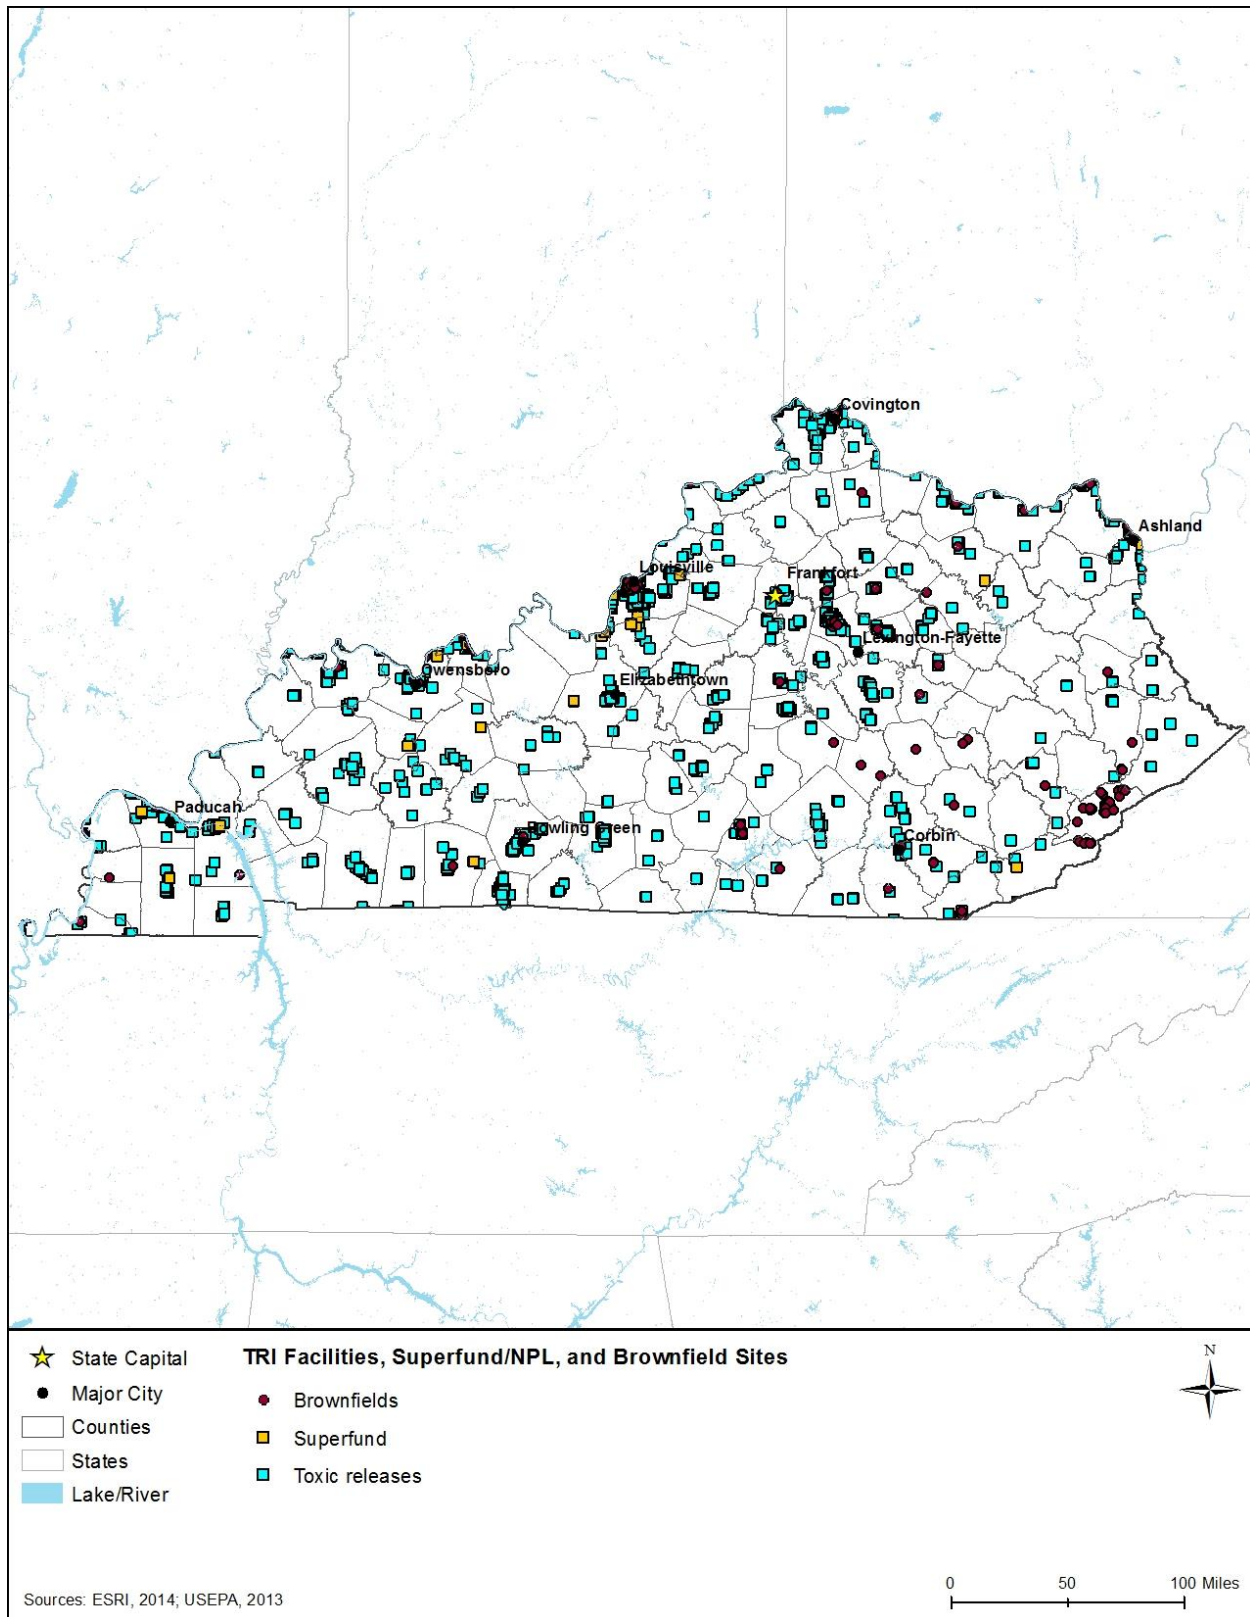 Covington
Ashland
Louisville
Frankfort
Lexington-Fayette
Owensboro
Elizabethtown
Paducah
Bowling Green
Corbin
State Capital
TRI Facilities, Superfund/NPL, and Brownfield Sites
N
Major City
Brownfields
Counties
Superfund
States
Toxic releases
Lake/River
Sources: ESRI, 2014; USEPA, 2013
0 50 100 Miles